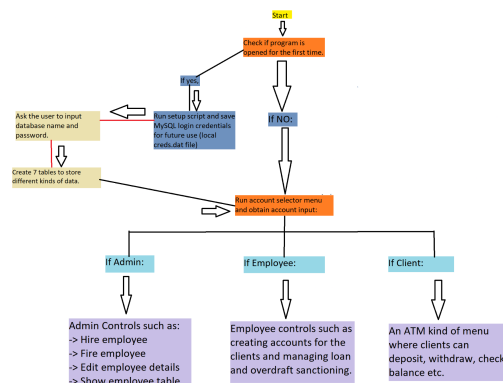 Start
Check if program is
opened for the first time.
If yes,
Ask the user to input
database name and
password.
Run setup script and save
MySQL login credentials
for future use (local
creds.dat file)
If NO:
Create 7 tables to store
different kinds of data.
Run account selector menu
and obtain account input:
If Admin:
If Employee:
If Client:
Admin Controls such as:
-> Hire employee
-> Fire employee
-> Edit employee details
-> Show employee table
Employee controls such as
creating accounts for the
clients and managing loan
and overdraft sanctioning.
An ATM kind of menu
where clients can
deposit, withdraw, check
balance etc.